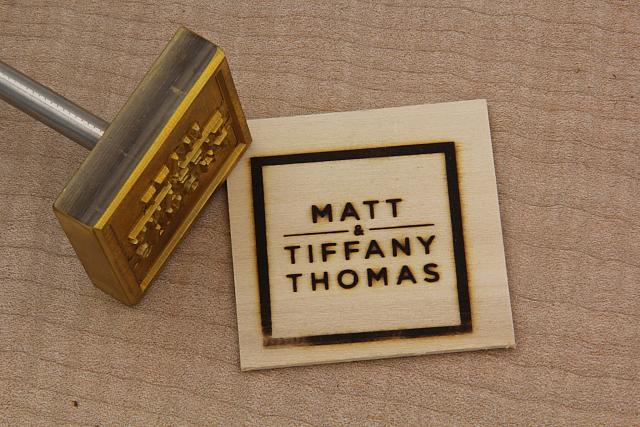 MATT
&
TIFFANY
THOMAS